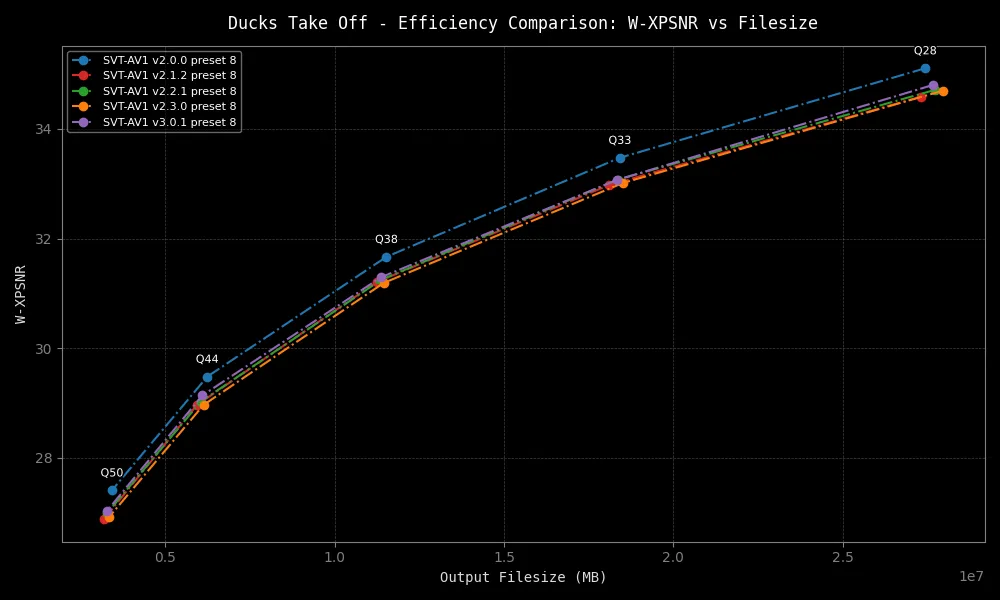 Ducks Take Off - Efficiency Comparison: W-XPSNR vs Filesize
SVT-AV1 v2.0.0 preset 8
SVT-AV1 v2.1.2 preset 8
SVT-AV1 v2.2.1 preset 8
SVT-AV1 v2.3.0 preset 8
SVT-AV1 v3.0.1 preset 8
Q28
Q33
Q38
Q44
Q50
34
32
30
28
W-XPSNR
0.5
1.0
1.5
2.0
2.5
1e7
Output Filesize (MB)